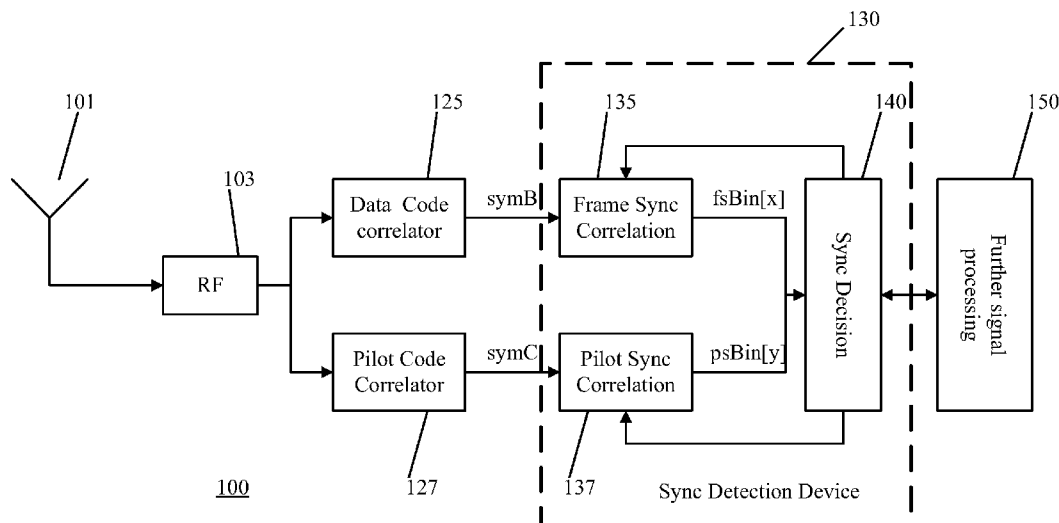 130
101
125
135
140
150
103
Data Code
correlator
symB
Frame Sync
Correlation
fsBin[x]
RF
Sync Decision
Further signal
processing
Pilot Code
Correlator
symC
Pilot Sync
Correlation
psBin[y]
100
127
137
Sync Detection Device